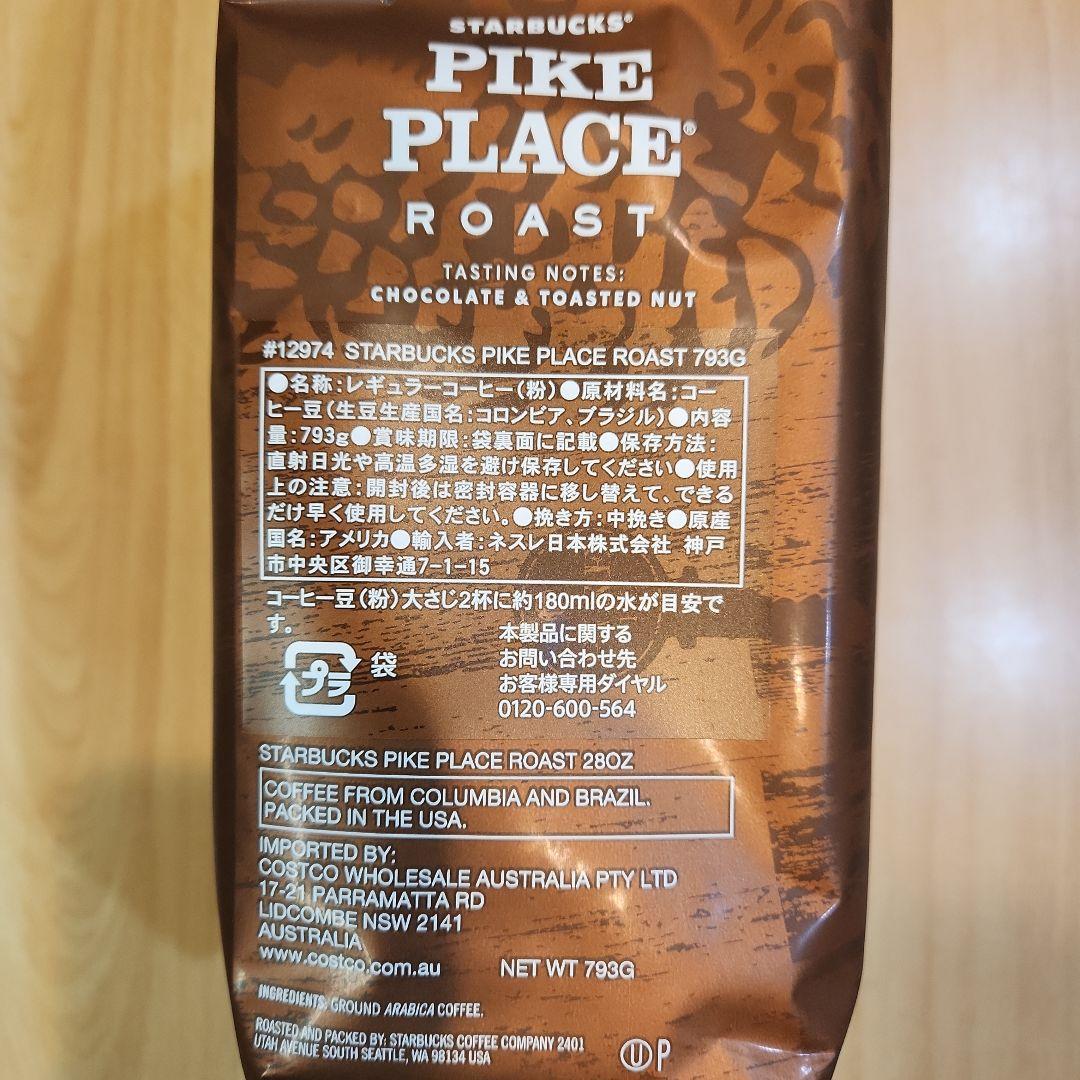 STARBUCKS®
PIKE
PLACE®
ROAST
TASTING NOTES:
CHOCOLATE & TOASTED NUT
#12974 STARBUCKS PIKE PLACE ROAST 793G
●名称:レギュラーコーヒー(粉)●原材料名:コー
ヒー豆(生豆生産国名:コロンビア、ブラジル)●内容
量:793g●賞味期限:袋裏面に記載●保存方法:
直射日光や高温多湿を避け保存してください●使用
上の注意:開封後は密封容器に移し替えて、できる
だけ早く使用してください。●挽き方:中挽き●原産
国名:アメリカ●輸入者:ネスレ日本株式会社 神戸
市中央区御幸通7-1-15
コーヒー豆(粉)大さじ2杯に約180mlの水が目安で
す。
プラ 袋
本製品に関する
お問い合わせ先
お客様専用ダイヤル
0120-600-564
STARBUCKS PIKE PLACE ROAST 28OZ
COFFEE FROM COLUMBIA AND BRAZIL.
PACKED IN THE USA.
IMPORTED BY:
COSTCO WHOLESALE AUSTRALIA PTY LTD
17-21 PARRAMATTA RD
LIDCOMBE NSW 2141
AUSTRALIA
www.costco.com.au NET WT 793G
INGREDIENTS: GROUND ARABICA COFFEE.
ROASTED AND PACKED BY: STARBUCKS COFFEE COMPANY 2401
UTAH AVENUE SOUTH SEATTLE, WA 98134 USA
U P